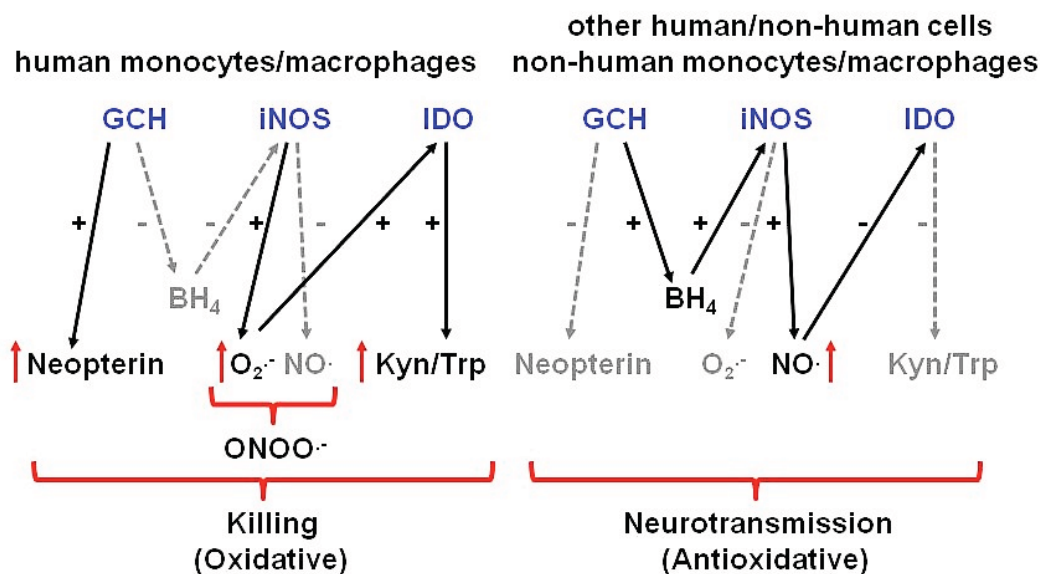 human monocytes/macrophages
other human/non-human cells
non-human monocytes/macrophages
GCH iNOS IDO
+ - - + - + +
BH4
Neopterin O2·- NO· Kyn/Trp
ONOO·-
Killing
(Oxidative)
GCH iNOS IDO
- + + - + - -
BH4
Neopterin O2·- NO· Kyn/Trp
Neurotransmission
(Antioxidative)